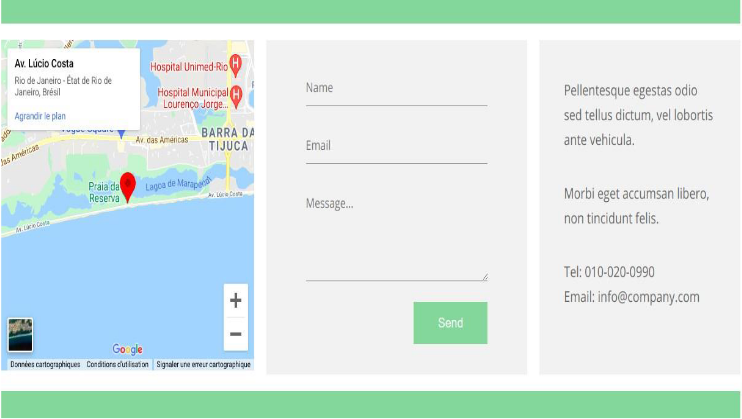 Av. Lúcio Costa
Rio de Janeiro - État de Rio de
Janeiro, Brésil
Agrandir le plan
Hospital Unimed-Rio
H
Hospital Municipal
Lourenço Jorge...
H
BARRA DA
TIJUCA
Av. das Américas
das Américas
Praia da
Reserva
Lagoa de Marapendi
Av. Lúcio Costa
Av. Lúcio Costa
+
−
Google
Données cartographiques
Conditions d'utilisation
Signaler une erreur cartographique
Name
Email
Message...
Send
Pellentesque egestas odio
sed tellus dictum, vel lobortis
ante vehicula.
Morbi eget accumsan libero,
non tincidunt felis.
Tel: 010-020-0990
Email: info@company.com